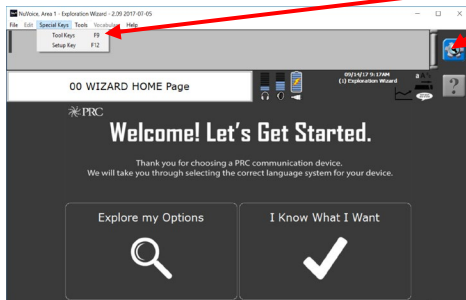 NuVoice, Area 1 - Exploration Wizard - 2.09 2017-07-05
File Edit Special Keys Tools Vocabulary Help
Tool Keys F9
Setup Key F12
00 WIZARD HOME Page
09/14/17 9:17AM
(1) Exploration Wizard
PRC
Welcome! Let's Get Started.
Thank you for choosing a PRC communication device.
We will take you through selecting the correct language system for your device.
Explore my Options
I Know What I Want